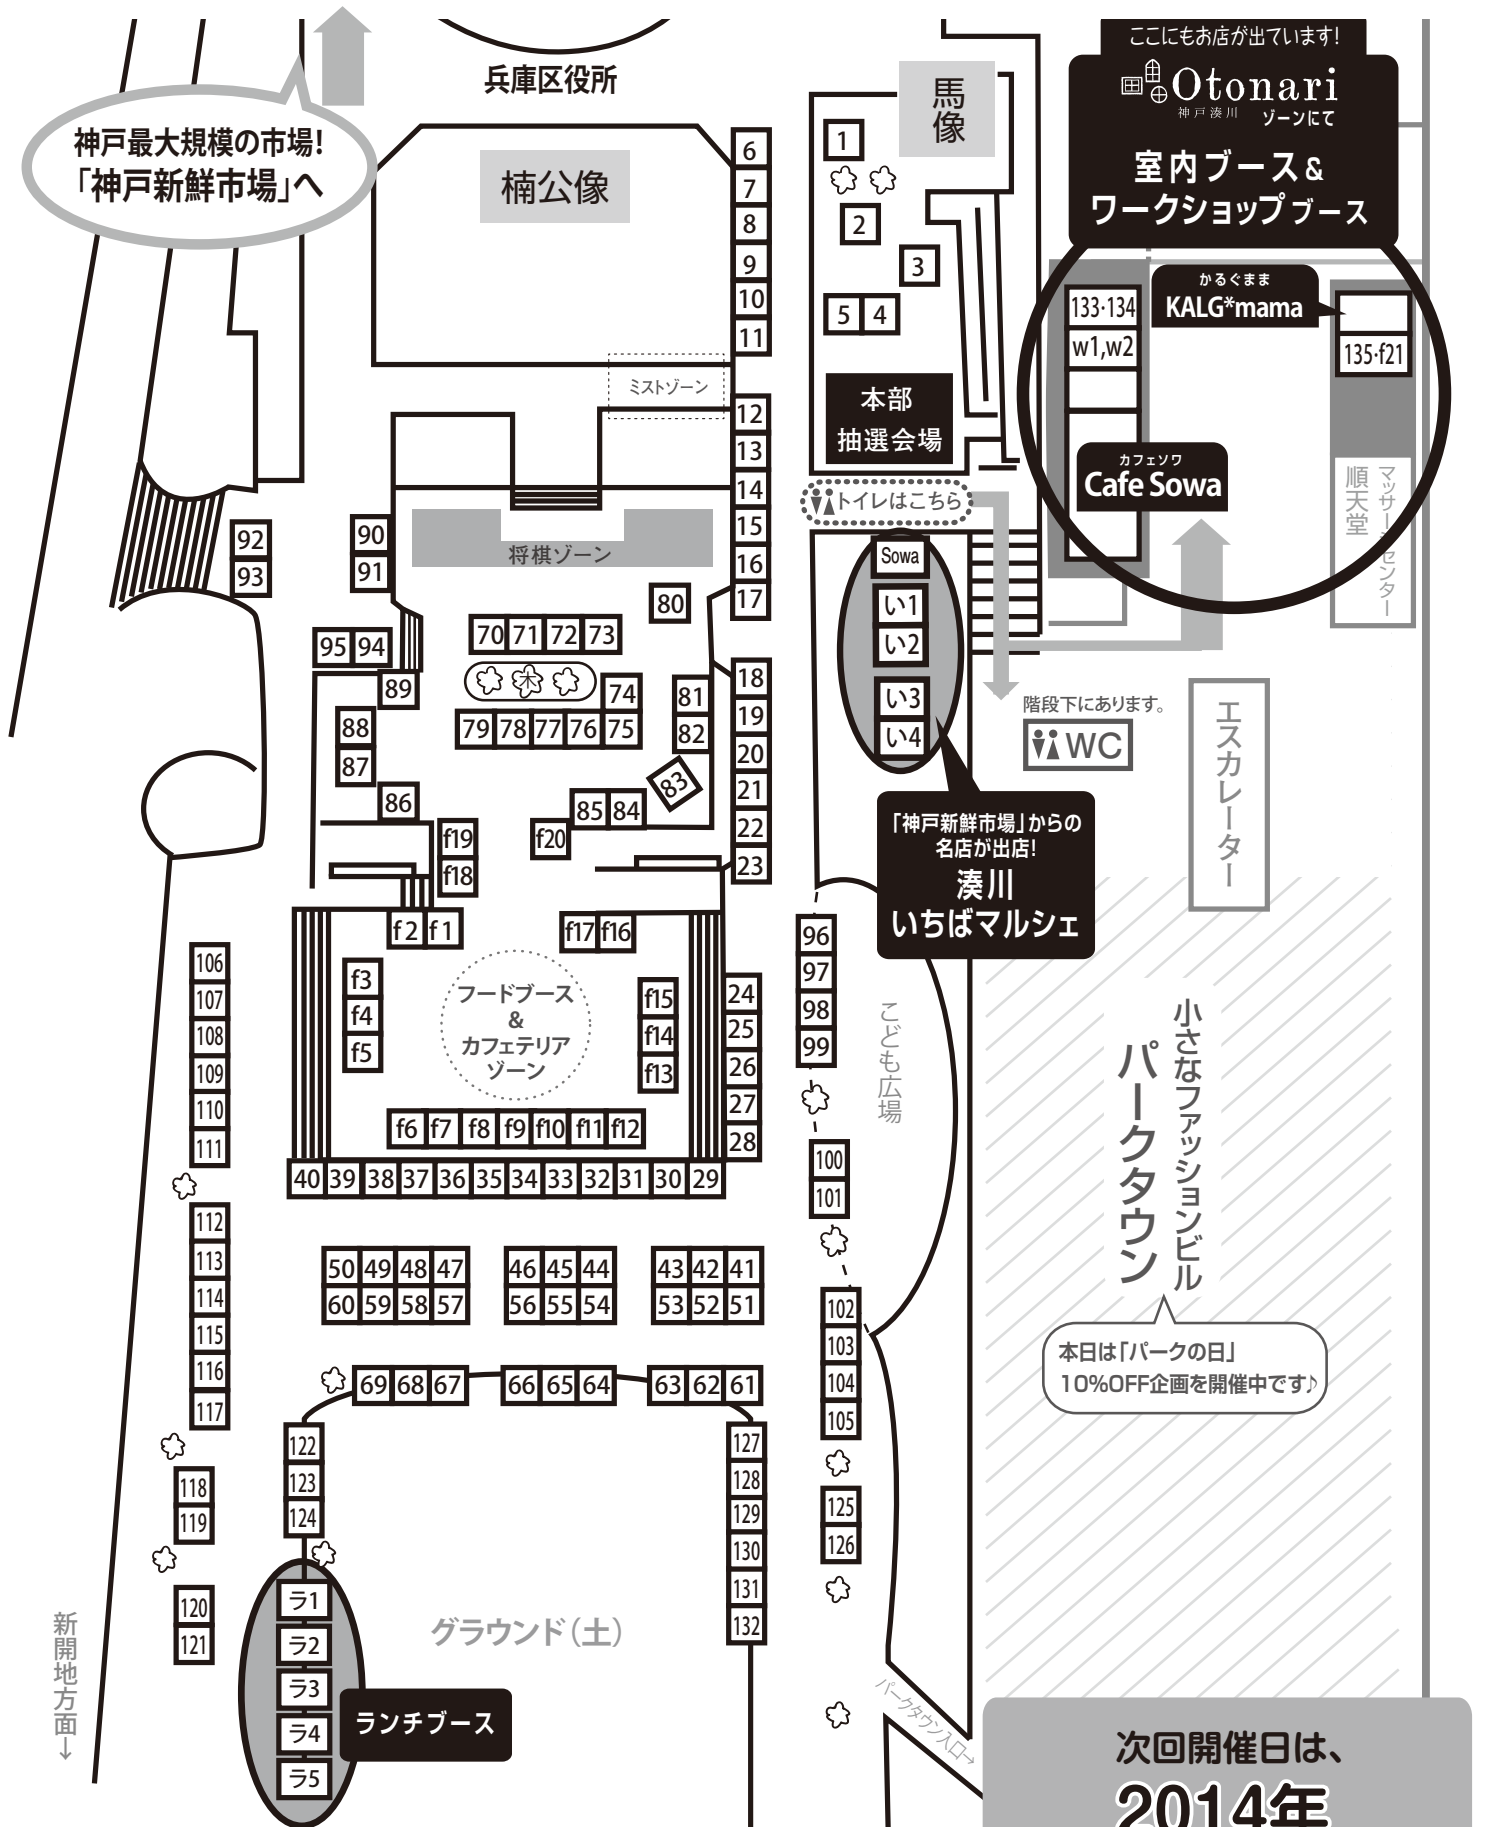 兵庫区役所
神戸最大規模の市場!
「神戸新鮮市場」へ
楠公像
馬像
ここにもお店が出ています!
Otonari
神戸湊川
ゾーンにて
室内ブース&
ワークショップブース
かるぐまま
KALG*mama
133・134
w1,w2
135・f21
カフェソワ
Cafe Sowa
マッサージセンター
順天堂
1
2
3
5 4
本部
抽選会場
トイレはこちら
6
7
8
9
10
11
ミストゾーン
12
13
14
15
16
17
将棋ゾーン
92
93
90
91
80
70 71 72 73
木
74
79 78 77 76 75
95 94
89
88
87
86
81
82
83
85 84
18
19
20
21
22
23
f19
f18
f20
Sowa
い1
い2
い3
い4
階段下にあります。
WC
エスカレーター
「神戸新鮮市場」からの
名店が出店!
湊川
いちばマルシェ
f2 f1
f17 f16
f3
f4
f5
フードブース
&
カフェテリア
ゾーン
f15
f14
f13
f6 f7 f8 f9 f10 f11 f12
24
25
26
27
28
40 39 38 37 36 35 34 33 32 31 30 29
96
97
98
99
こども広場
100
101
102
103
104
105
125
126
小さなファッションビル
パークタウン
本日は「パークの日」
10%OFF企画を開催中です♪
106
107
108
109
110
111
112
113
114
115
116
117
118
119
120
121
50 49 48 47
60 59 58 57
46 45 44
56 55 54
43 42 41
53 52 51
69 68 67
66 65 64
63 62 61
122
123
124
127
128
129
130
131
132
ラ1
ラ2
ラ3
ラ4
ラ5
ランチブース
グラウンド(土)
新開地方面→
パークタウン入口→
次回開催日は、
2014年